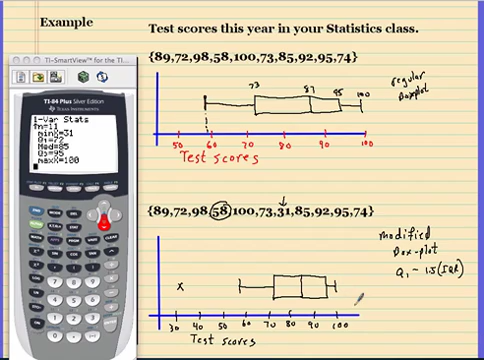 Example
Test scores this year in your Statistics class.
{89,72,98,58,100,73,85,92,95,74}
TI-SmartView™ for the TI
73 87 95 100
regular
Boxplot
50 60 70 80 90 100
Test scores
TI-84 Plus Silver Edition
TEXAS INSTRUMENTS
1-Var Stats
↑n=11
minX=31
Q1=72
Med=85
Q3=95
maxX=100
{89,72,98,58,100,73,31,85,92,95,74}
modified
Box-plot
Q1 - 1.5(IQR)
x
30 40 50 60 70 80 90 100
Test scores